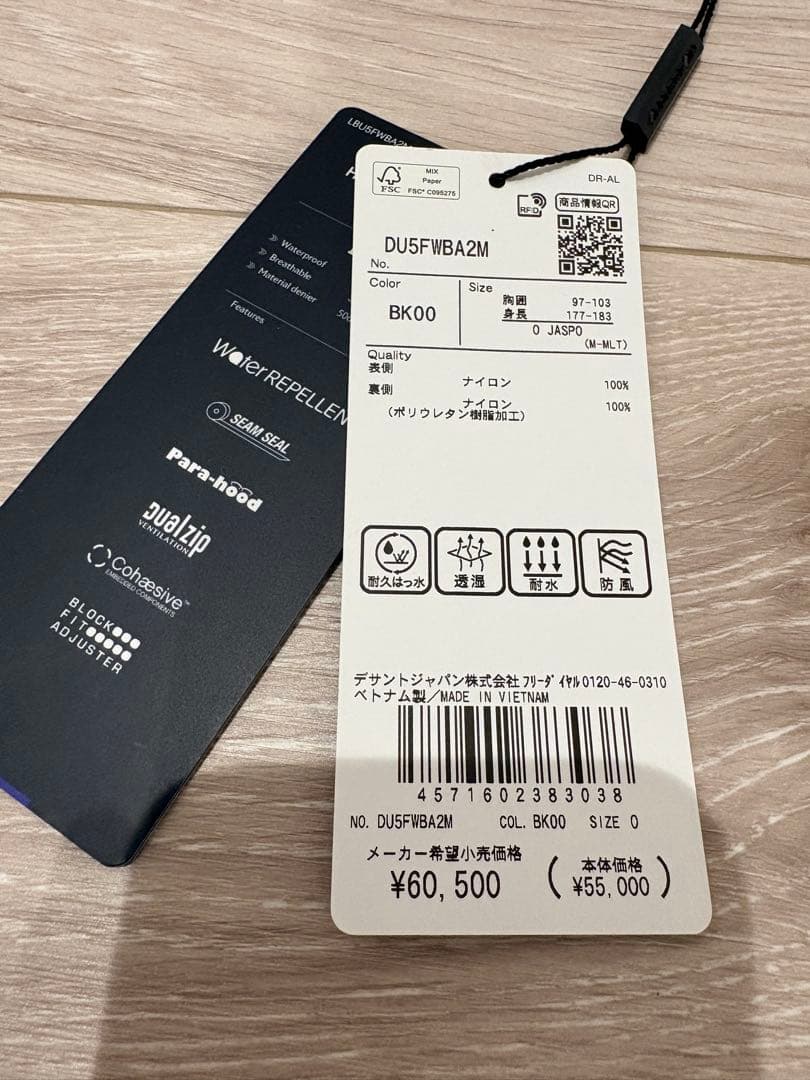 LBU5FWBA2M
Waterproof
Breathable
Material denier
Features
WaterREPELLEN
SEAM SEAL
Para-hood
DUALZIP
VENTILATION
Cohæsive™
EMBEDDED COMPONENTS
BLOCK
FIT
ADJUSTER
FSC
MIX
Paper
FSC® C095275
DR-AL
RFID
商品情報QR
DU5FWBA2M
No.
Color
BK00
Size
胸囲 97-103
身長 177-183
O JASPO
(M-MLT)
Quality
表側
ナイロン 100%
裏側
ナイロン 100%
(ポリウレタン樹脂加工)
耐久はっ水 透湿 耐水 防風
デサントジャパン株式会社 フリーダイヤル0120-46-0310
ベトナム製/MADE IN VIETNAM
4571602383038
NO. DU5FWBA2M COL. BK00 SIZE O
メーカー希望小売価格
¥60,500
(本体価格
¥55,000)